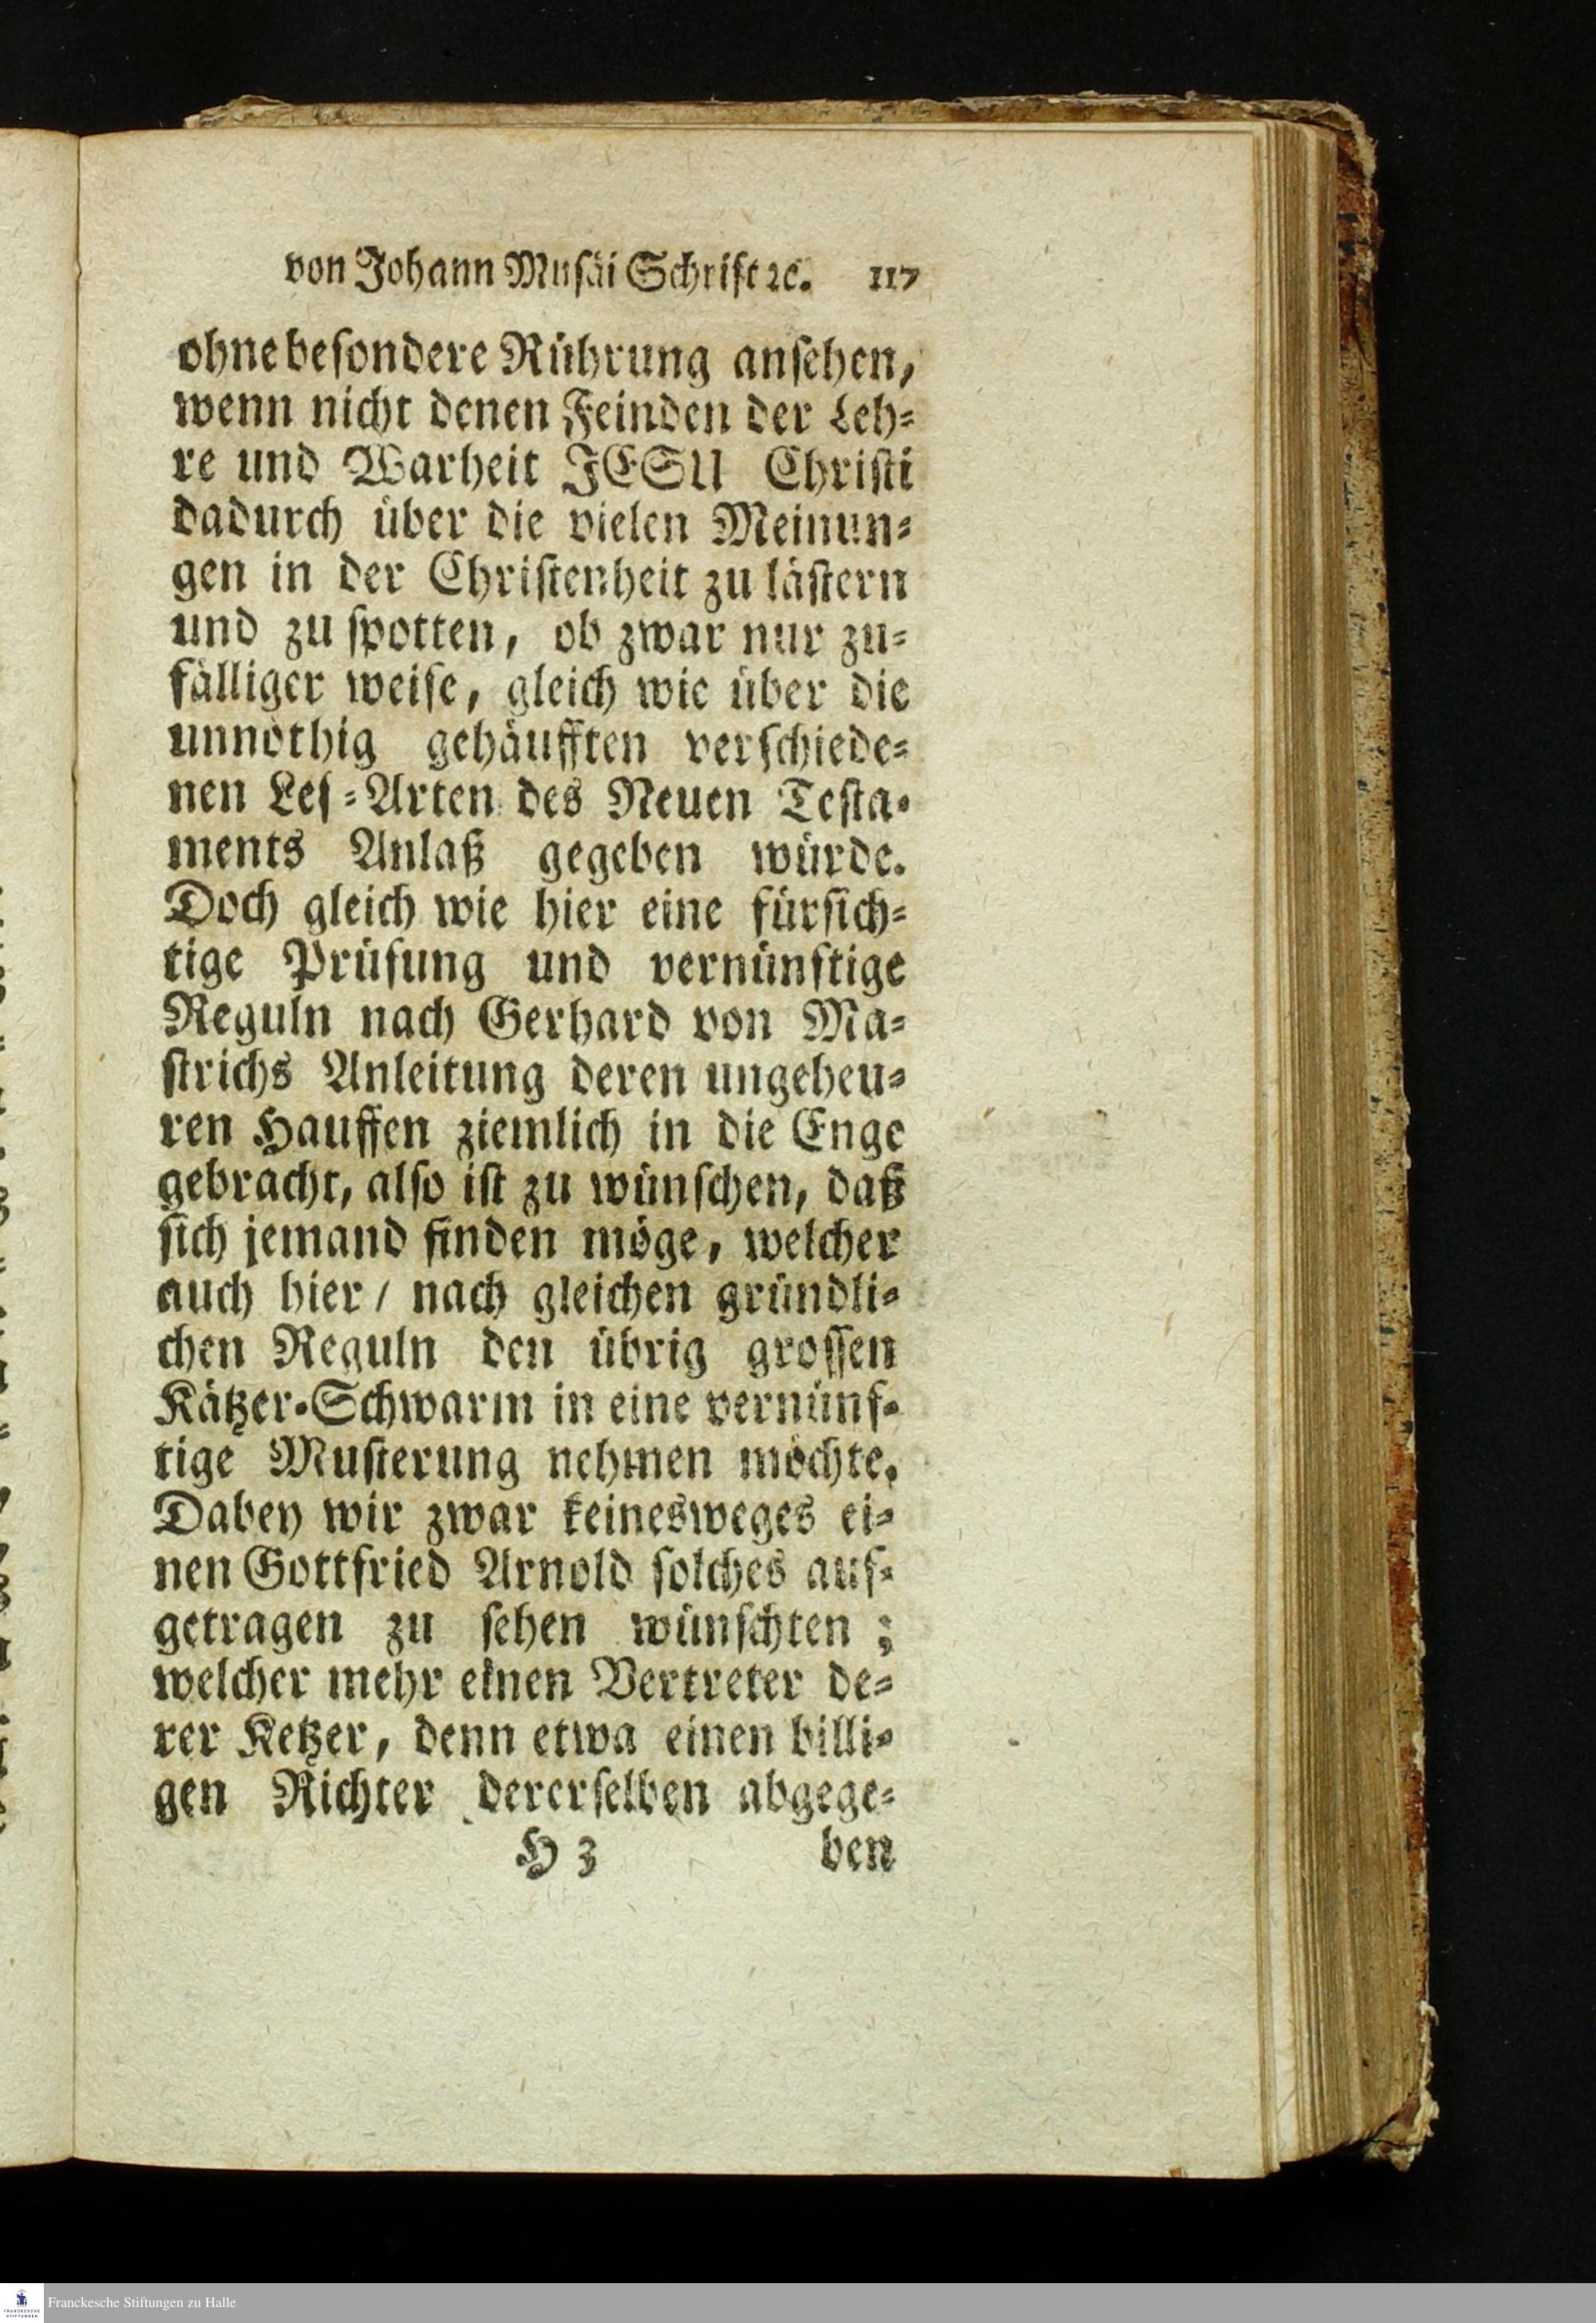 von Johann Musäi Schrift ꝛc. 117
ohne besondere Rührung ansehen,
wenn nicht denen Feinden der Leh-
re und Warheit JESU Christi
dadurch über die vielen Meinun-
gen in der Christenheit zu lästern
und zu spotten, ob zwar nur zu-
fälliger weise, gleich wie über die
unnöthig gehäufften verschiede-
nen Les-Arten des Neuen Testa-
ments Anlaß gegeben würde.
Doch gleich wie hier eine fürsich-
tige Prüfung und vernünftige
Reguln nach Gerhard von Ma-
strichs Anleitung deren ungeheu-
ren Hauffen ziemlich in die Enge
gebracht, also ist zu wünschen, daß
sich jemand finden möge, welcher
auch hier / nach gleichen gründli-
chen Reguln den übrig grossen
Kätzer-Schwarm in eine vernünf-
tige Musterung nehmen möchte.
Dabey wir zwar keinesweges ei-
nen Gottfried Arnold solches auf-
getragen zu sehen wünschten ;
welcher mehr einen Vertreter de-
rer Ketzer, denn etwa einen billi-
gen Richter dererselben abgege-
H 3 ben
Franckesche Stiftungen zu Halle